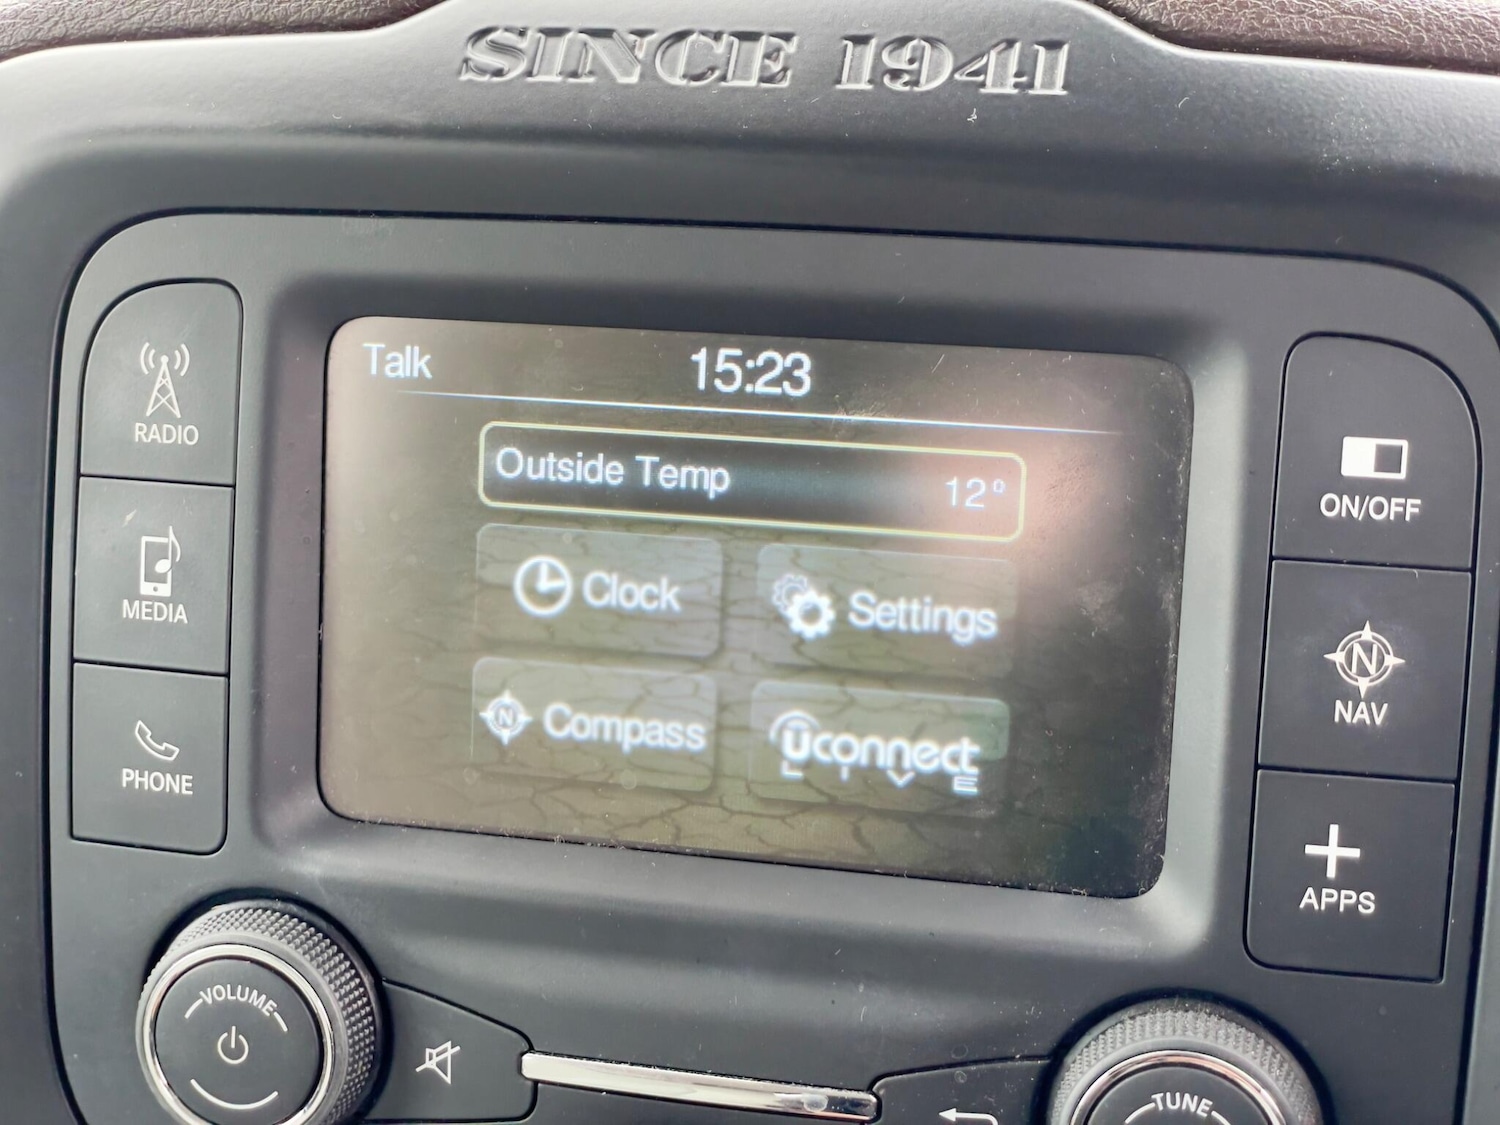 SINCE 1941
Talk
15:23
Outside Temp 12°
Clock
Settings
Compass
N
uconnect
LIVE
RADIO
MEDIA
PHONE
ON/OFF
N
NAV
APPS
VOLUME
TUNE